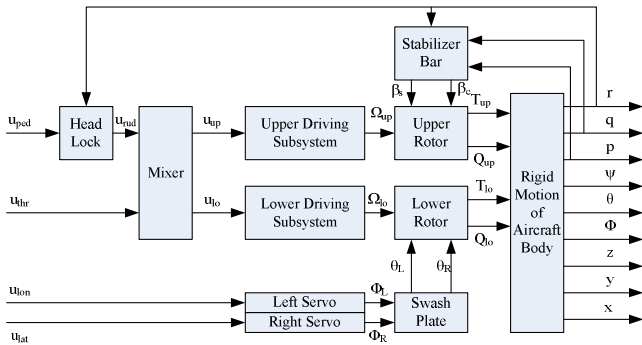 Stabilizer
Bar
β_s
β_c
r
u_ped
Head
Lock
u_rud
Mixer
u_up
Upper Driving
Subsystem
Ω_up
Upper
Rotor
T_up
Q_up
q
p
u_thr
u_lo
Lower Driving
Subsystem
Ω_lo
Lower
Rotor
T_lo
Q_lo
Rigid
Motion
of
Aircraft
Body
ψ
θ
Φ
z
y
x
θ_L
θ_R
u_lon
u_lat
Left Servo
Right Servo
Φ_L
Φ_R
Swash
Plate